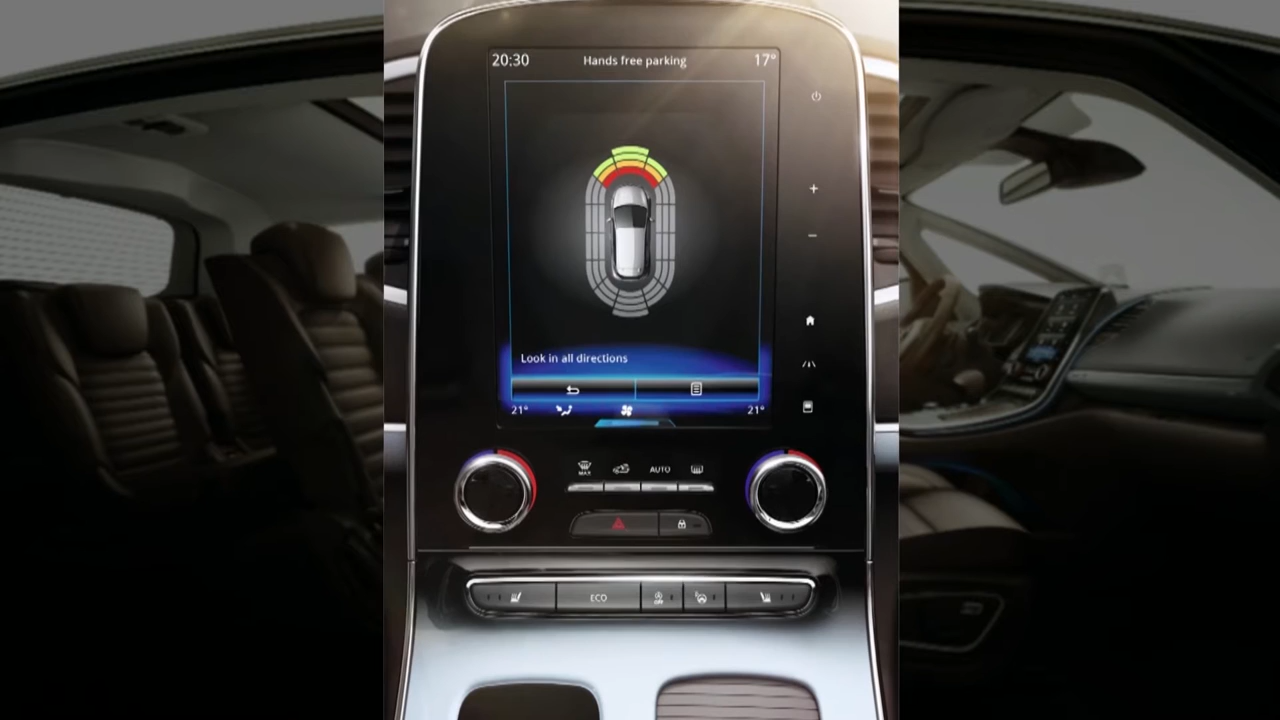 20:30 Hands free parking 17°
Look in all directions
21° 21°
MAX AUTO
ECO